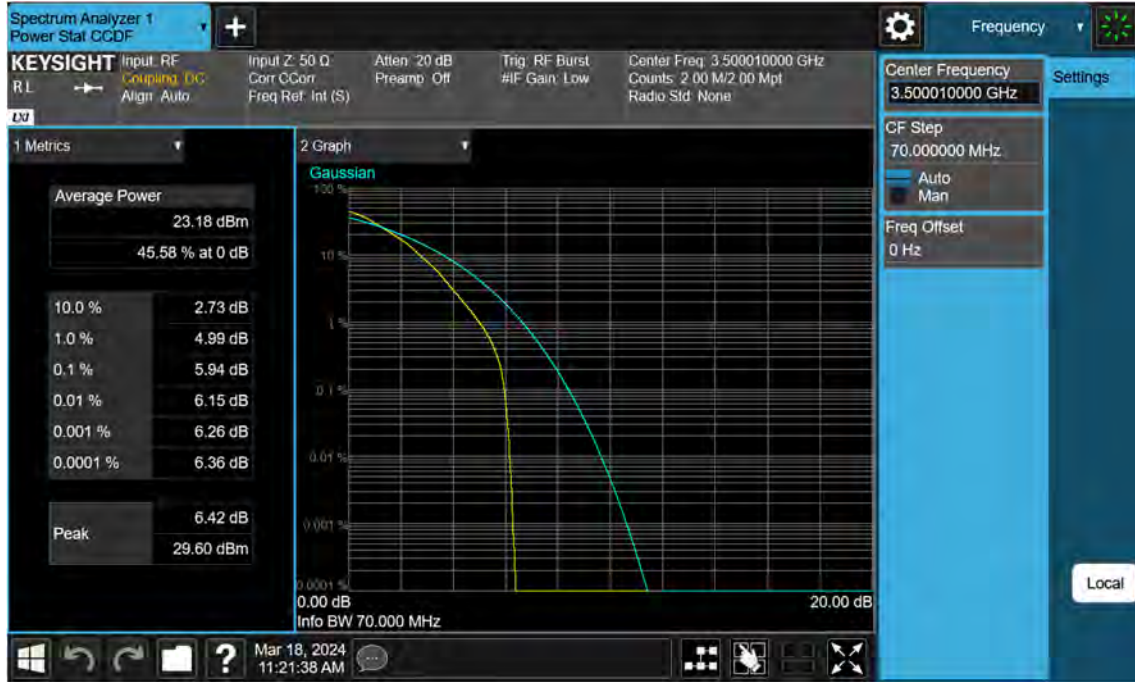 Spectrum Analyzer 1
Power Stat CCDF
Frequency
KEYSIGHT
RL
LXI
Input: RF
Coupling: DC
Align: Auto
Input Z: 50 Ω
Corr CCorr
Freq Ref: Int (S)
Atten: 20 dB
Preamp: Off
Trig: RF Burst
#IF Gain: Low
Center Freq: 3.500010000 GHz
Counts: 2.00 M/2.00 Mpt
Radio Std: None
Center Frequency
3.500010000 GHz
Settings
CF Step
70.000000 MHz
Auto
Man
Freq Offset
0 Hz
1 Metrics
Average Power
23.18 dBm
45.58 % at 0 dB
10.0 % 2.73 dB
1.0 % 4.99 dB
0.1 % 5.94 dB
0.01 % 6.15 dB
0.001 % 6.26 dB
0.0001 % 6.36 dB
Peak
6.42 dB
29.60 dBm
2 Graph
Gaussian
100 %
10 %
1 %
0.1 %
0.01 %
0.001 %
0.0001 %
0.00 dB
20.00 dB
Info BW 70.000 MHz
Local
?
Mar 18, 2024
11:21:38 AM